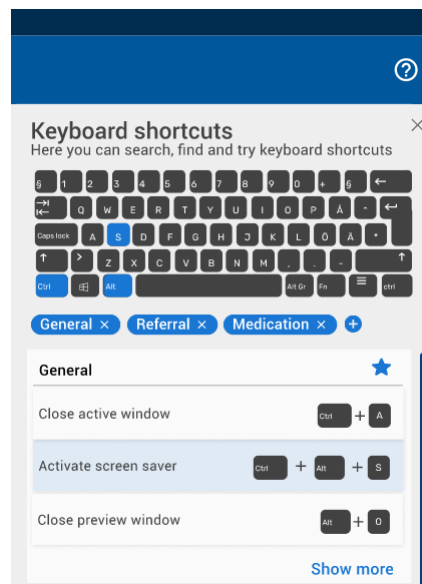 Keyboard shortcuts
Here you can search, find and try keyboard shortcuts
§ 1 2 3 4 5 6 7 8 9 0 + § ←
Q W E R T Y U I O P Å ^
Caps lock A S D F G H J K L Ö Ä *
↑ > Z X C V B N M , . - ↑
Ctrl Alt Alt Gr Fn ctrl
General × Referral × Medication × +
General
Close active window Ctrl + A
Activate screen saver Ctrl + Alt + S
Close preview window Alt + O
Show more